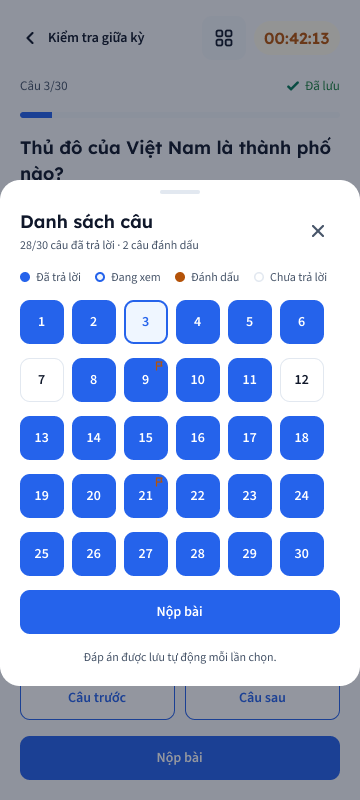 Kiểm tra giữa kỳ
00:42:13
Câu 3/30
Đã lưu
Thủ đô của Việt Nam là thành phố
nào?
Danh sách câu
28/30 câu đã trả lời · 2 câu đánh dấu
Đã trả lời
Đang xem
Đánh dấu
Chưa trả lời
1 2 3 4 5 6
7 8 9 10 11 12
13 14 15 16 17 18
19 20 21 22 23 24
25 26 27 28 29 30
Nộp bài
Đáp án được lưu tự động mỗi lần chọn.
Câu trước
Câu sau
Nộp bài